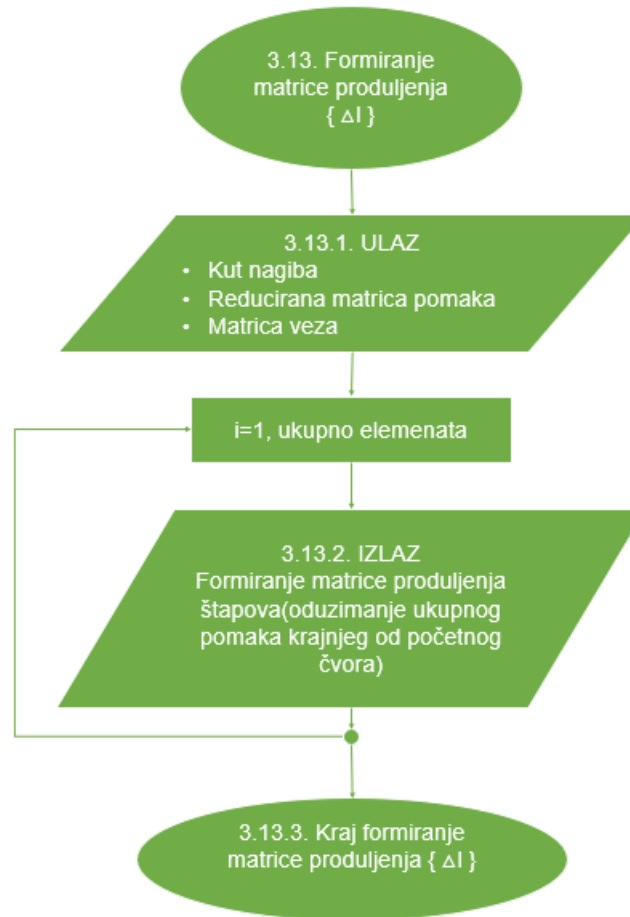 3.13. Formiranje
matrice produljenja
{ △l }
3.13.1. ULAZ
• Kut nagiba
• Reducirana matrica pomaka
• Matrica veza
i=1, ukupno elemenata
3.13.2. IZLAZ
Formiranje matrice produljenja
štapova(oduzimanje ukupnog
pomaka krajnjeg od početnog
čvora)
3.13.3. Kraj formiranje
matrice produljenja { △l }